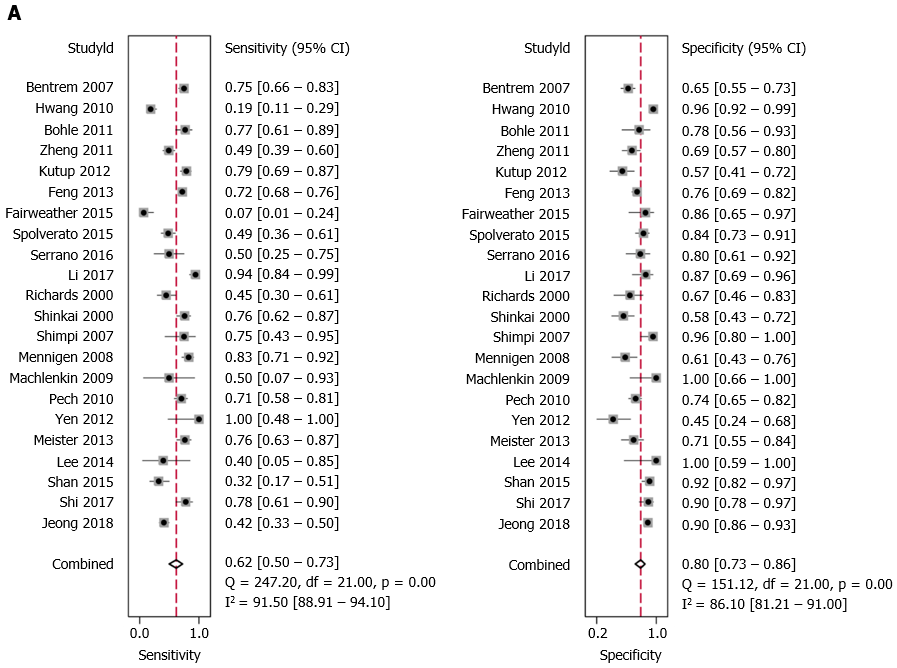 A
StudyId Sensitivity (95% CI)
Bentrem 2007 0.75 [0.66 – 0.83]
Hwang 2010 0.19 [0.11 – 0.29]
Bohle 2011 0.77 [0.61 – 0.89]
Zheng 2011 0.49 [0.39 – 0.60]
Kutup 2012 0.79 [0.69 – 0.87]
Feng 2013 0.72 [0.68 – 0.76]
Fairweather 2015 0.07 [0.01 – 0.24]
Spolverato 2015 0.49 [0.36 – 0.61]
Serrano 2016 0.50 [0.25 – 0.75]
Li 2017 0.94 [0.84 – 0.99]
Richards 2000 0.45 [0.30 – 0.61]
Shinkai 2000 0.76 [0.62 – 0.87]
Shimpi 2007 0.75 [0.43 – 0.95]
Mennigen 2008 0.83 [0.71 – 0.92]
Machlenkin 2009 0.50 [0.07 – 0.93]
Pech 2010 0.71 [0.58 – 0.81]
Yen 2012 1.00 [0.48 – 1.00]
Meister 2013 0.76 [0.63 – 0.87]
Lee 2014 0.40 [0.05 – 0.85]
Shan 2015 0.32 [0.17 – 0.51]
Shi 2017 0.78 [0.61 – 0.90]
Jeong 2018 0.42 [0.33 – 0.50]
Combined 0.62 [0.50 – 0.73]
Q = 247.20, df = 21.00, p = 0.00
I² = 91.50 [88.91 – 94.10]
0.0 1.0
Sensitivity
StudyId Specificity (95% CI)
Bentrem 2007 0.65 [0.55 – 0.73]
Hwang 2010 0.96 [0.92 – 0.99]
Bohle 2011 0.78 [0.56 – 0.93]
Zheng 2011 0.69 [0.57 – 0.80]
Kutup 2012 0.57 [0.41 – 0.72]
Feng 2013 0.76 [0.69 – 0.82]
Fairweather 2015 0.86 [0.65 – 0.97]
Spolverato 2015 0.84 [0.73 – 0.91]
Serrano 2016 0.80 [0.61 – 0.92]
Li 2017 0.87 [0.69 – 0.96]
Richards 2000 0.67 [0.46 – 0.83]
Shinkai 2000 0.58 [0.43 – 0.72]
Shimpi 2007 0.96 [0.80 – 1.00]
Mennigen 2008 0.61 [0.43 – 0.76]
Machlenkin 2009 1.00 [0.66 – 1.00]
Pech 2010 0.74 [0.65 – 0.82]
Yen 2012 0.45 [0.24 – 0.68]
Meister 2013 0.71 [0.55 – 0.84]
Lee 2014 1.00 [0.59 – 1.00]
Shan 2015 0.92 [0.82 – 0.97]
Shi 2017 0.90 [0.78 – 0.97]
Jeong 2018 0.90 [0.86 – 0.93]
Combined 0.80 [0.73 – 0.86]
Q = 151.12, df = 21.00, p = 0.00
I² = 86.10 [81.21 – 91.00]
0.2 1.0
Specificity